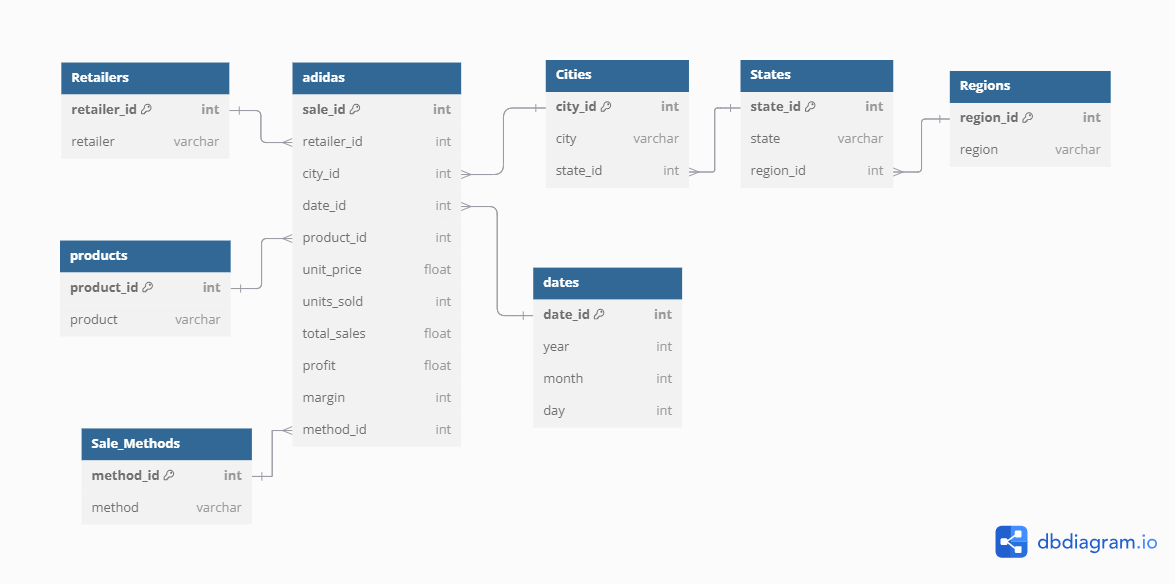 Retailers
retailer_id int
retailer varchar
adidas
sale_id int
retailer_id int
city_id int
date_id int
product_id int
unit_price float
units_sold int
total_sales float
profit float
margin int
method_id int
Cities
city_id int
city varchar
state_id int
States
state_id int
state varchar
region_id int
Regions
region_id int
region varchar
products
product_id int
product varchar
dates
date_id int
year int
month int
day int
Sale_Methods
method_id int
method varchar
dbdiagram.io